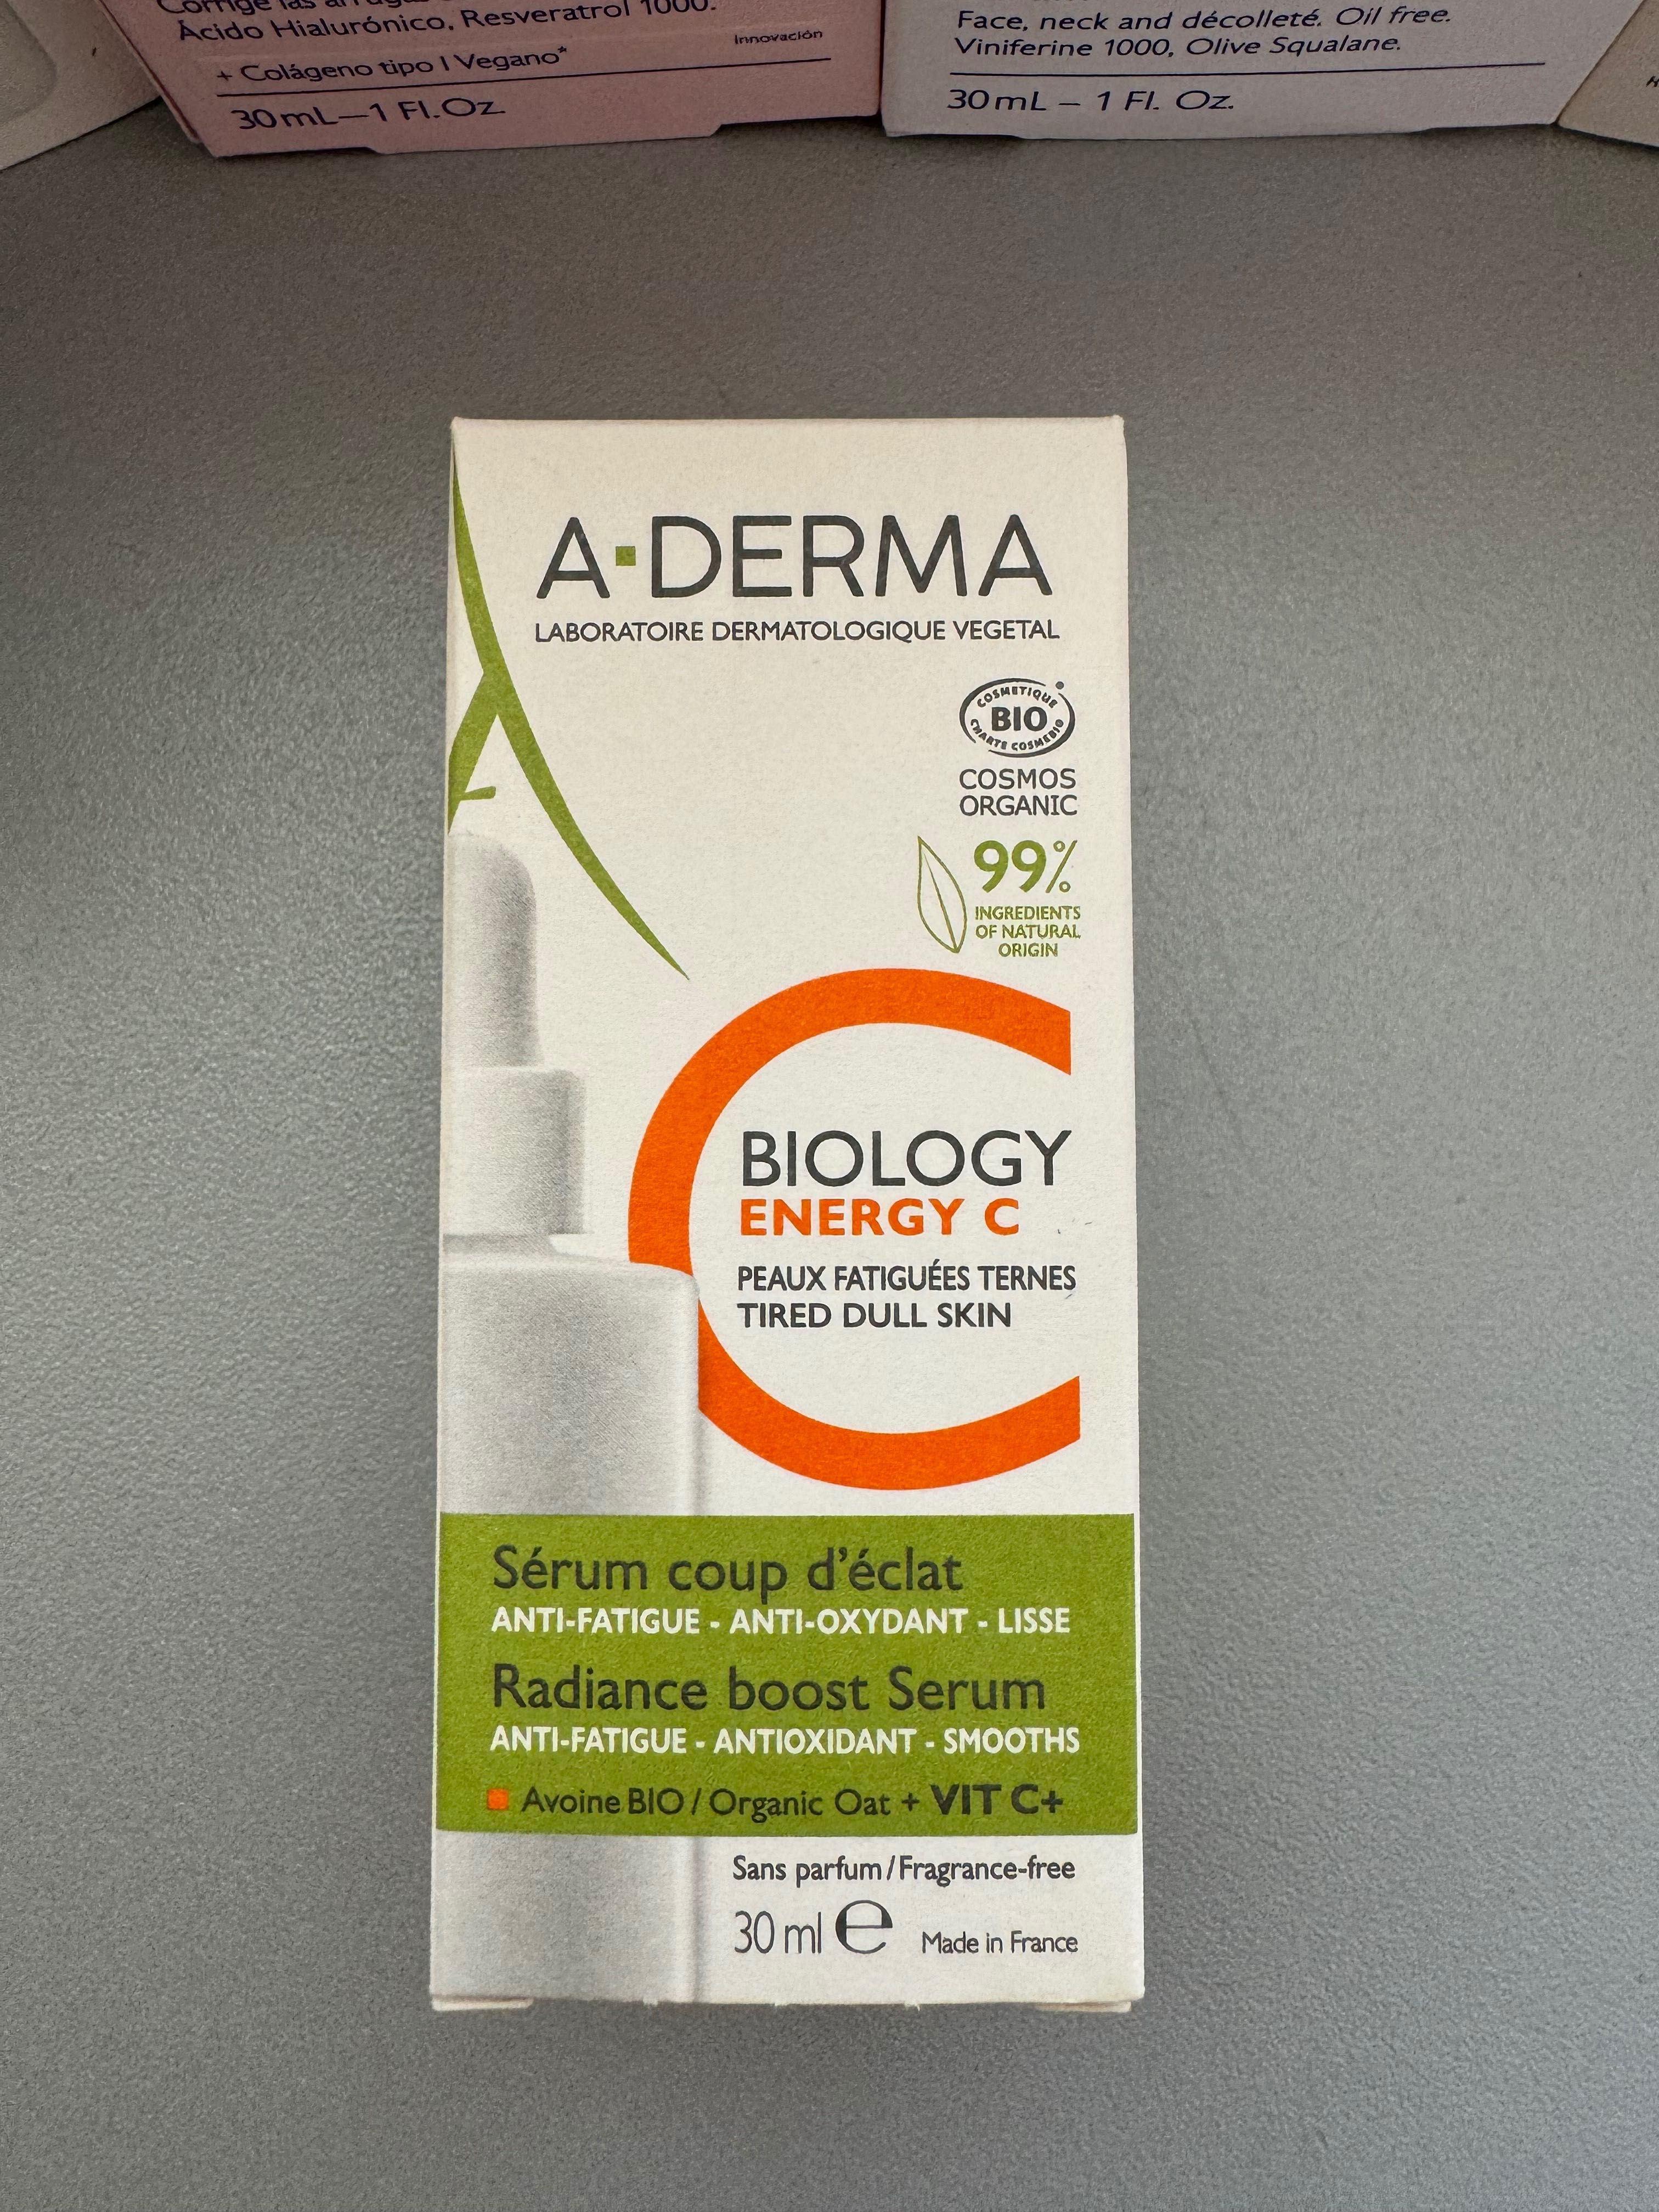 Ácido Hialurónico, Resveratrol 1000.
Innovación
+ Colágeno tipo I Vegano*
30mL—1 Fl.Oz.
Face, neck and décolleté. Oil free.
Viniferine 1000, Olive Squalane.
30mL – 1 Fl. Oz.
A·DERMA
LABORATOIRE DERMATOLOGIQUE VEGETAL
COSMETIQUE
BIO
CHARTE COSMEBIO
COSMOS
ORGANIC
99%
INGREDIENTS
OF NATURAL
ORIGIN
BIOLOGY
ENERGY C
PEAUX FATIGUÉES TERNES
TIRED DULL SKIN
Sérum coup d'éclat
ANTI-FATIGUE - ANTI-OXYDANT - LISSE
Radiance boost Serum
ANTI-FATIGUE - ANTIOXIDANT - SMOOTHS
Avoine BIO / Organic Oat + VIT C+
Sans parfum/Fragrance-free
30 ml e Made in France